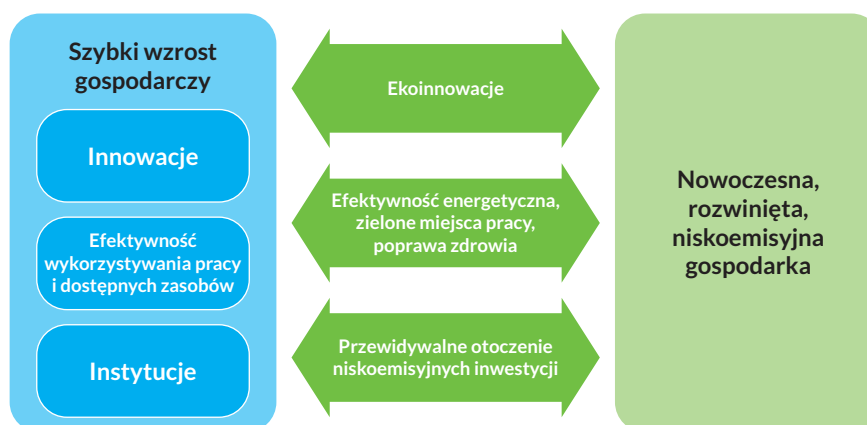 Szybki wzrost
gospodarczy
Innowacje
Efektywność
wykorzystywania pracy
i dostępnych zasobów
Instytucje
Ekoinnowacje
Efektywność energetyczna,
zielone miejsca pracy,
poprawa zdrowia
Przewidywalne otoczenie
niskoemisyjnych inwestycji
Nowoczesna,
rozwinięta,
niskoemisyjna
gospodarka